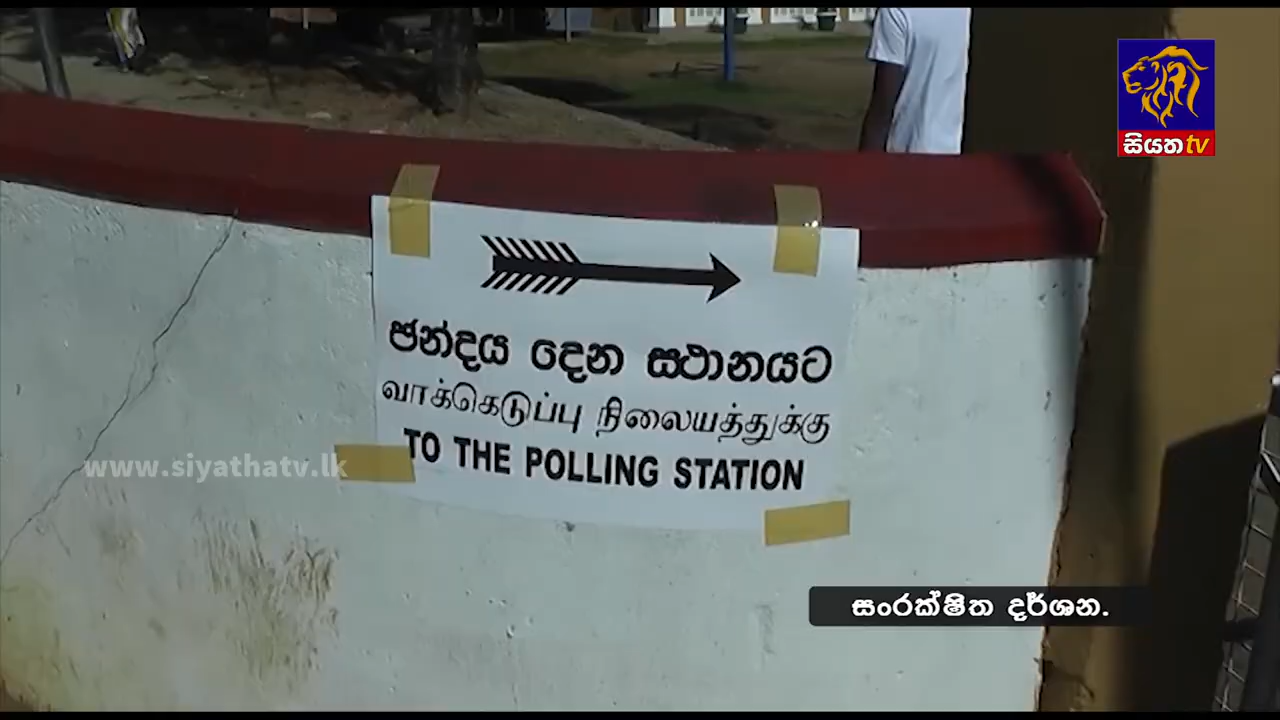 සියත tv
ඡන්දය දෙන ස්ථානයට
வாக்கெடுப்பு நிலையத்துக்கு
TO THE POLLING STATION
www.siyathatv.lk
සංරක්ෂිත දර්ශන.